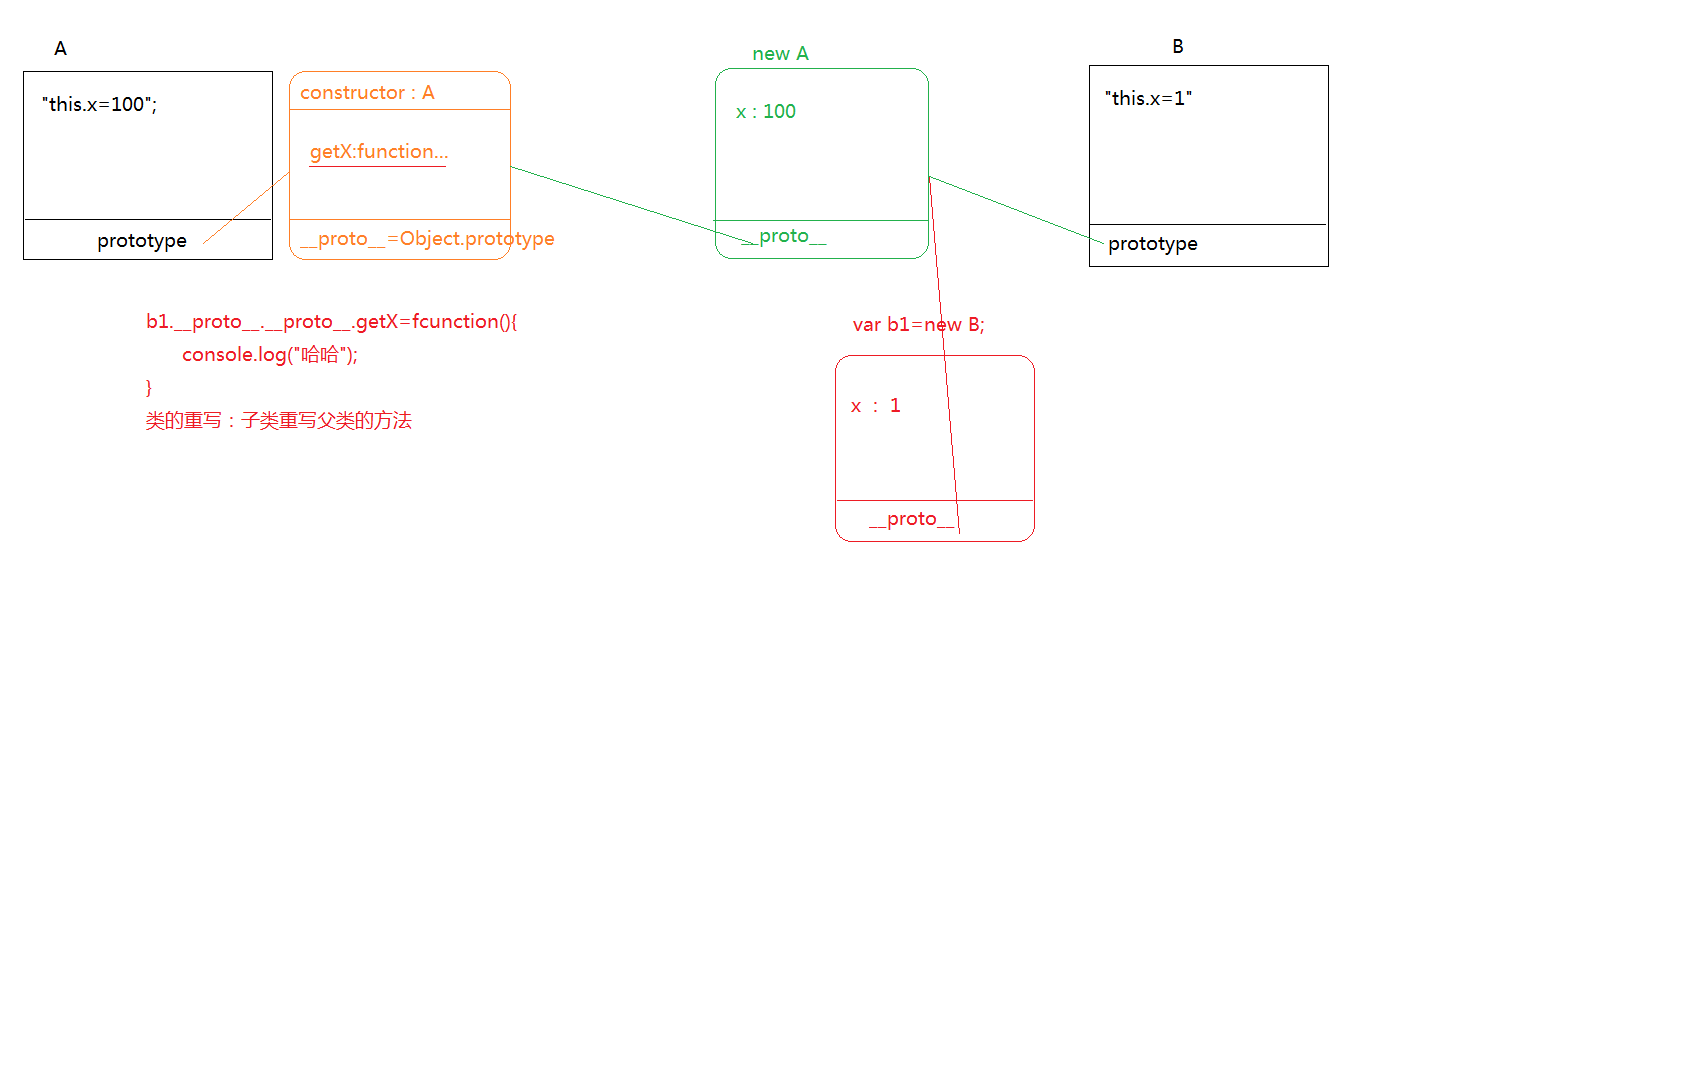 A
"this.x=100";
prototype
constructor : A
getX:function...
__proto__=Object.prototype
new A
x : 100
__proto__
B
"this.x=1"
prototype
b1.__proto__.__proto__.getX=fcunction(){
console.log("哈哈");
}
类的重写：子类重写父类的方法
var b1=new B;
x : 1
__proto__